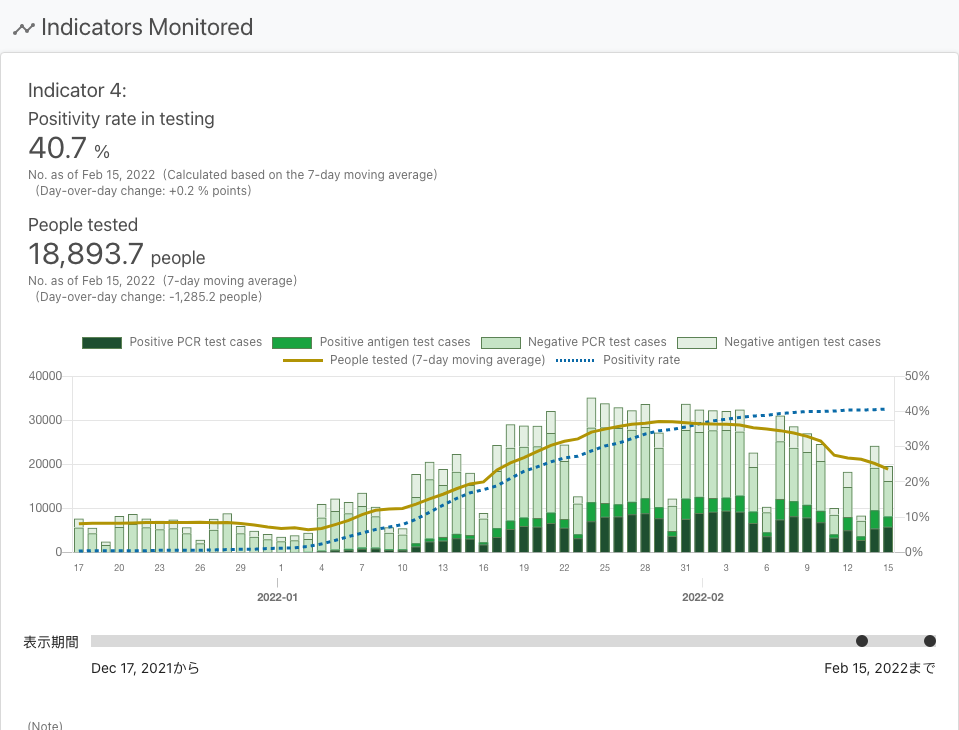 Indicators Monitored
Indicator 4:
Positivity rate in testing
40.7 %
No. as of Feb 15, 2022 (Calculated based on the 7-day moving average)
(Day-over-day change: +0.2 % points)
People tested
18,893.7 people
No. as of Feb 15, 2022 (7-day moving average)
(Day-over-day change: -1,285.2 people)
Positive PCR test cases Positive antigen test cases Negative PCR test cases Negative antigen test cases
People tested (7-day moving average) Positivity rate
40000 50%
40%
30000
30%
20000
20%
10000
10%
0 0%
17 20 23 26 29 1 4 7 10 13 16 19 22 25 28 31 3 6 9 12 15
2022-01 2022-02
表示期間
Dec 17, 2021から Feb 15, 2022まで
(Note)